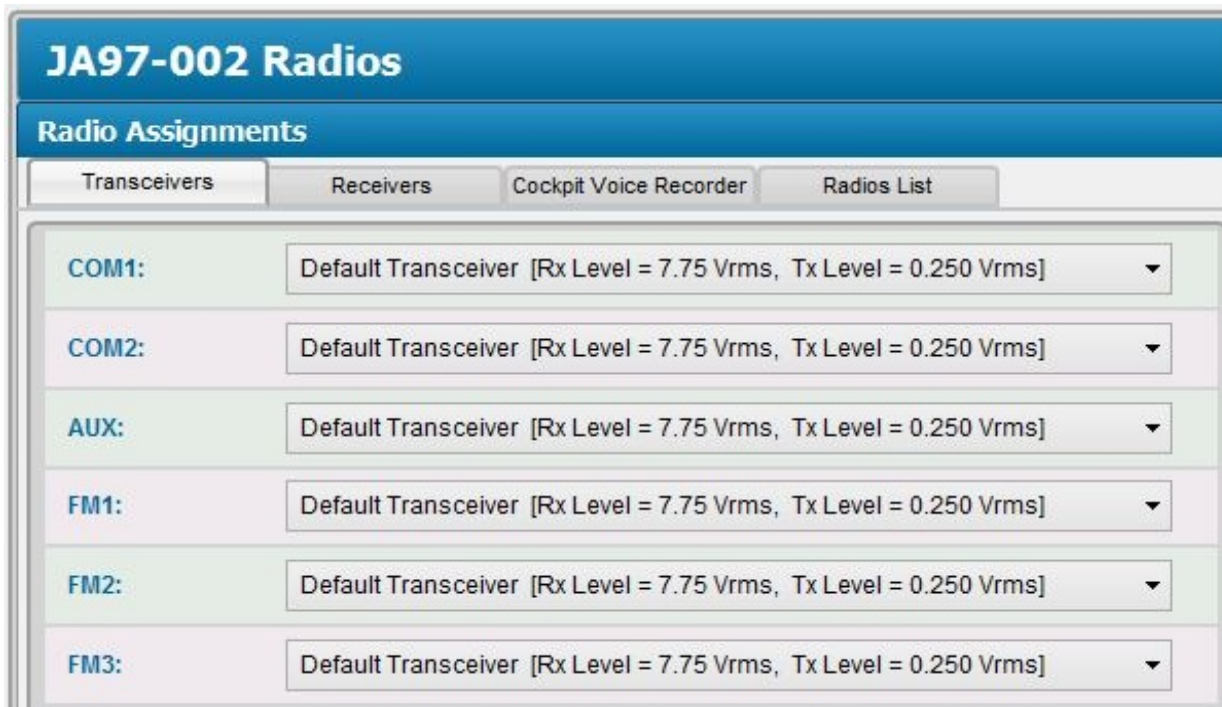 JA97-002 Radios
Radio Assignments
Transceivers Receivers Cockpit Voice Recorder Radios List
COM1: Default Transceiver [Rx Level = 7.75 Vrms, Tx Level = 0.250 Vrms]
COM2: Default Transceiver [Rx Level = 7.75 Vrms, Tx Level = 0.250 Vrms]
AUX: Default Transceiver [Rx Level = 7.75 Vrms, Tx Level = 0.250 Vrms]
FM1: Default Transceiver [Rx Level = 7.75 Vrms, Tx Level = 0.250 Vrms]
FM2: Default Transceiver [Rx Level = 7.75 Vrms, Tx Level = 0.250 Vrms]
FM3: Default Transceiver [Rx Level = 7.75 Vrms, Tx Level = 0.250 Vrms]